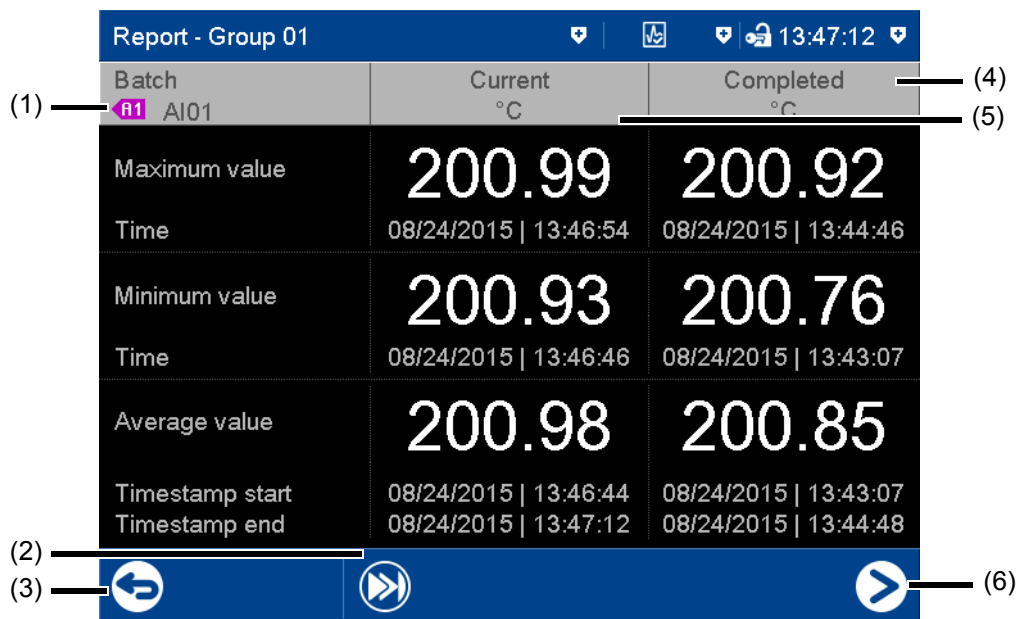 Report - Group 01 13:47:12
Batch Current Completed
A1 AI01 °C °C
(1)
(4)
(5)
Maximum value 200.99 200.92
Time 08/24/2015 | 13:46:54 08/24/2015 | 13:44:46
Minimum value 200.93 200.76
Time 08/24/2015 | 13:46:46 08/24/2015 | 13:43:07
Average value 200.98 200.85
Timestamp start 08/24/2015 | 13:46:44 08/24/2015 | 13:43:07
Timestamp end 08/24/2015 | 13:47:12 08/24/2015 | 13:44:48
(2)
(3)
(6)